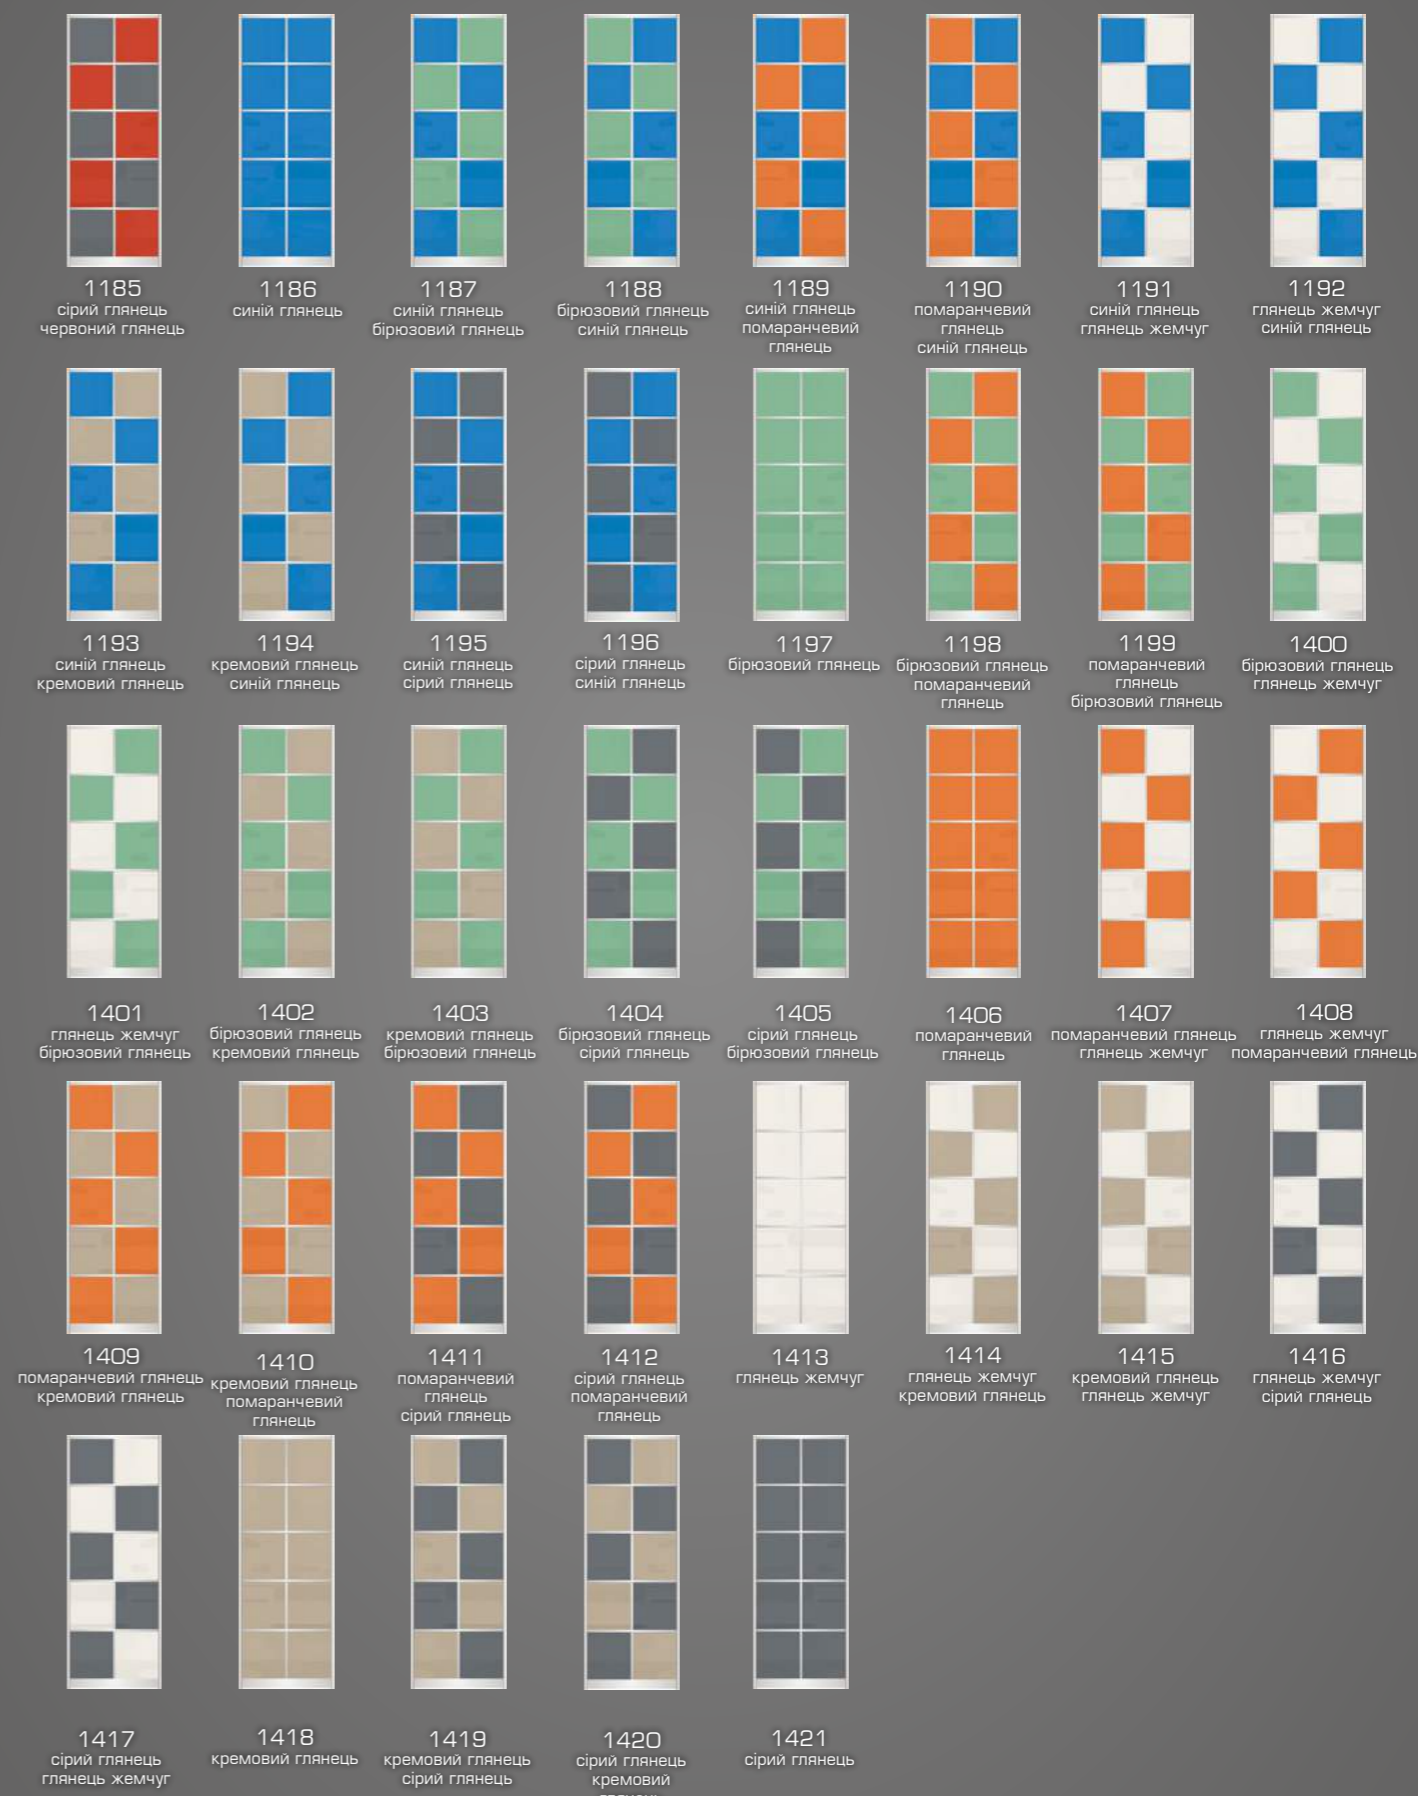 1185
сірий глянець
червоний глянець
1186
синій глянець
1187
синій глянець
бірюзовий глянець
1188
бірюзовий глянець
синій глянець
1189
синій глянець
помаранчевий
глянець
1190
помаранчевий
глянець
синій глянець
1191
синій глянець
глянець жемчуг
1192
глянець жемчуг
синій глянець
1193
синій глянець
кремовий глянець
1194
кремовий глянець
синій глянець
1195
синій глянець
сірий глянець
1196
сірий глянець
синій глянець
1197
бірюзовий глянець
1198
бірюзовий глянець
помаранчевий
глянець
1199
помаранчевий
глянець
бірюзовий глянець
1400
бірюзовий глянець
глянець жемчуг
1401
глянець жемчуг
бірюзовий глянець
1402
бірюзовий глянець
кремовий глянець
1403
кремовий глянець
бірюзовий глянець
1404
бірюзовий глянець
сірий глянець
1405
сірий глянець
бірюзовий глянець
1406
помаранчевий
глянець
1407
помаранчевий глянець
глянець жемчуг
1408
глянець жемчуг
помаранчевий глянець
1409
помаранчевий глянець
кремовий глянець
1410
кремовий глянець
помаранчевий
глянець
1411
помаранчевий
глянець
сірий глянець
1412
сірий глянець
помаранчевий
глянець
1413
глянець жемчуг
1414
глянець жемчуг
кремовий глянець
1415
кремовий глянець
глянець жемчуг
1416
глянець жемчуг
сірий глянець
1417
сірий глянець
глянець жемчуг
1418
кремовий глянець
1419
кремовий глянець
сірий глянець
1420
сірий глянець
кремовий
1421
сірий глянець